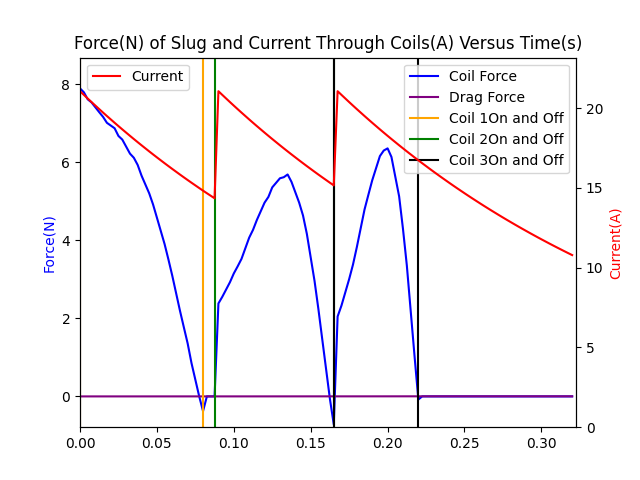 Force(N) of Slug and Current Through Coils(A) Versus Time(s)
Current
Coil Force
Drag Force
Coil 1On and Off
Coil 2On and Off
Coil 3On and Off
Force(N)
8
6
4
2
0
Current(A)
20
15
10
5
0
0.00 0.05 0.10 0.15 0.20 0.25 0.30